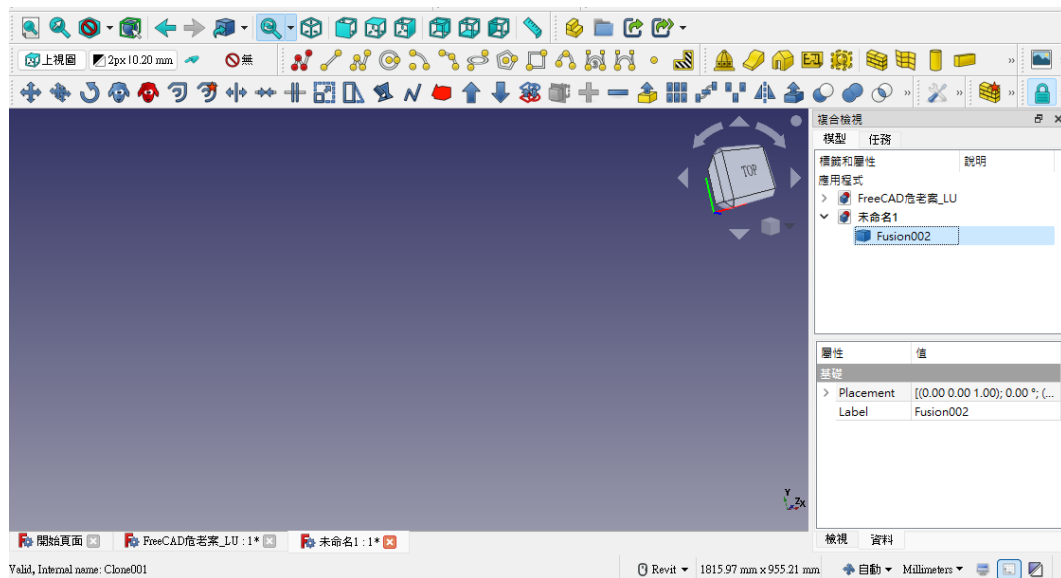 上視圖
2px | 0.20 mm
無
複合檢視
模型
任務
標籤和屬性
說明
應用程式
FreeCAD危老案_LU
未命名1
Fusion002
TOP
屬性
值
基礎
Placement
[(0.00 0.00 1.00); 0.00 °; (...
Label
Fusion002
Y
Z
X
檢視
資料
開始頁面
FreeCAD危老案_LU : 1*
未命名1 : 1*
Valid, Internal name: Clone001
Revit
1815.97 mm x 955.21 mm
自動
Millimeters